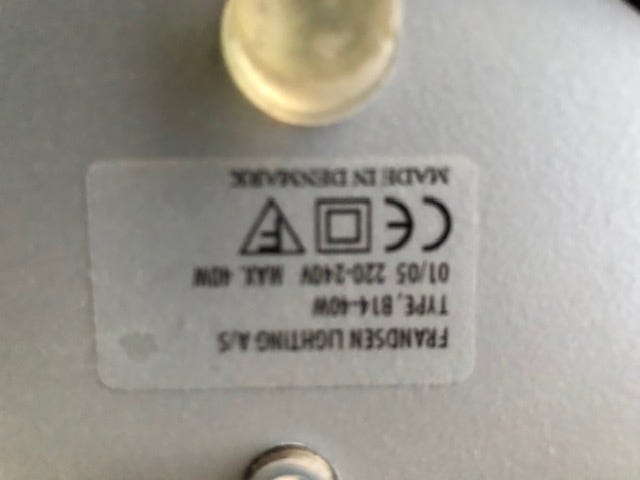 FRANDSEN LIGHTING A/S
TYPE, B14-40W
01/05 220-240V MAX. 40W
CE F
MADE IN DENMARK